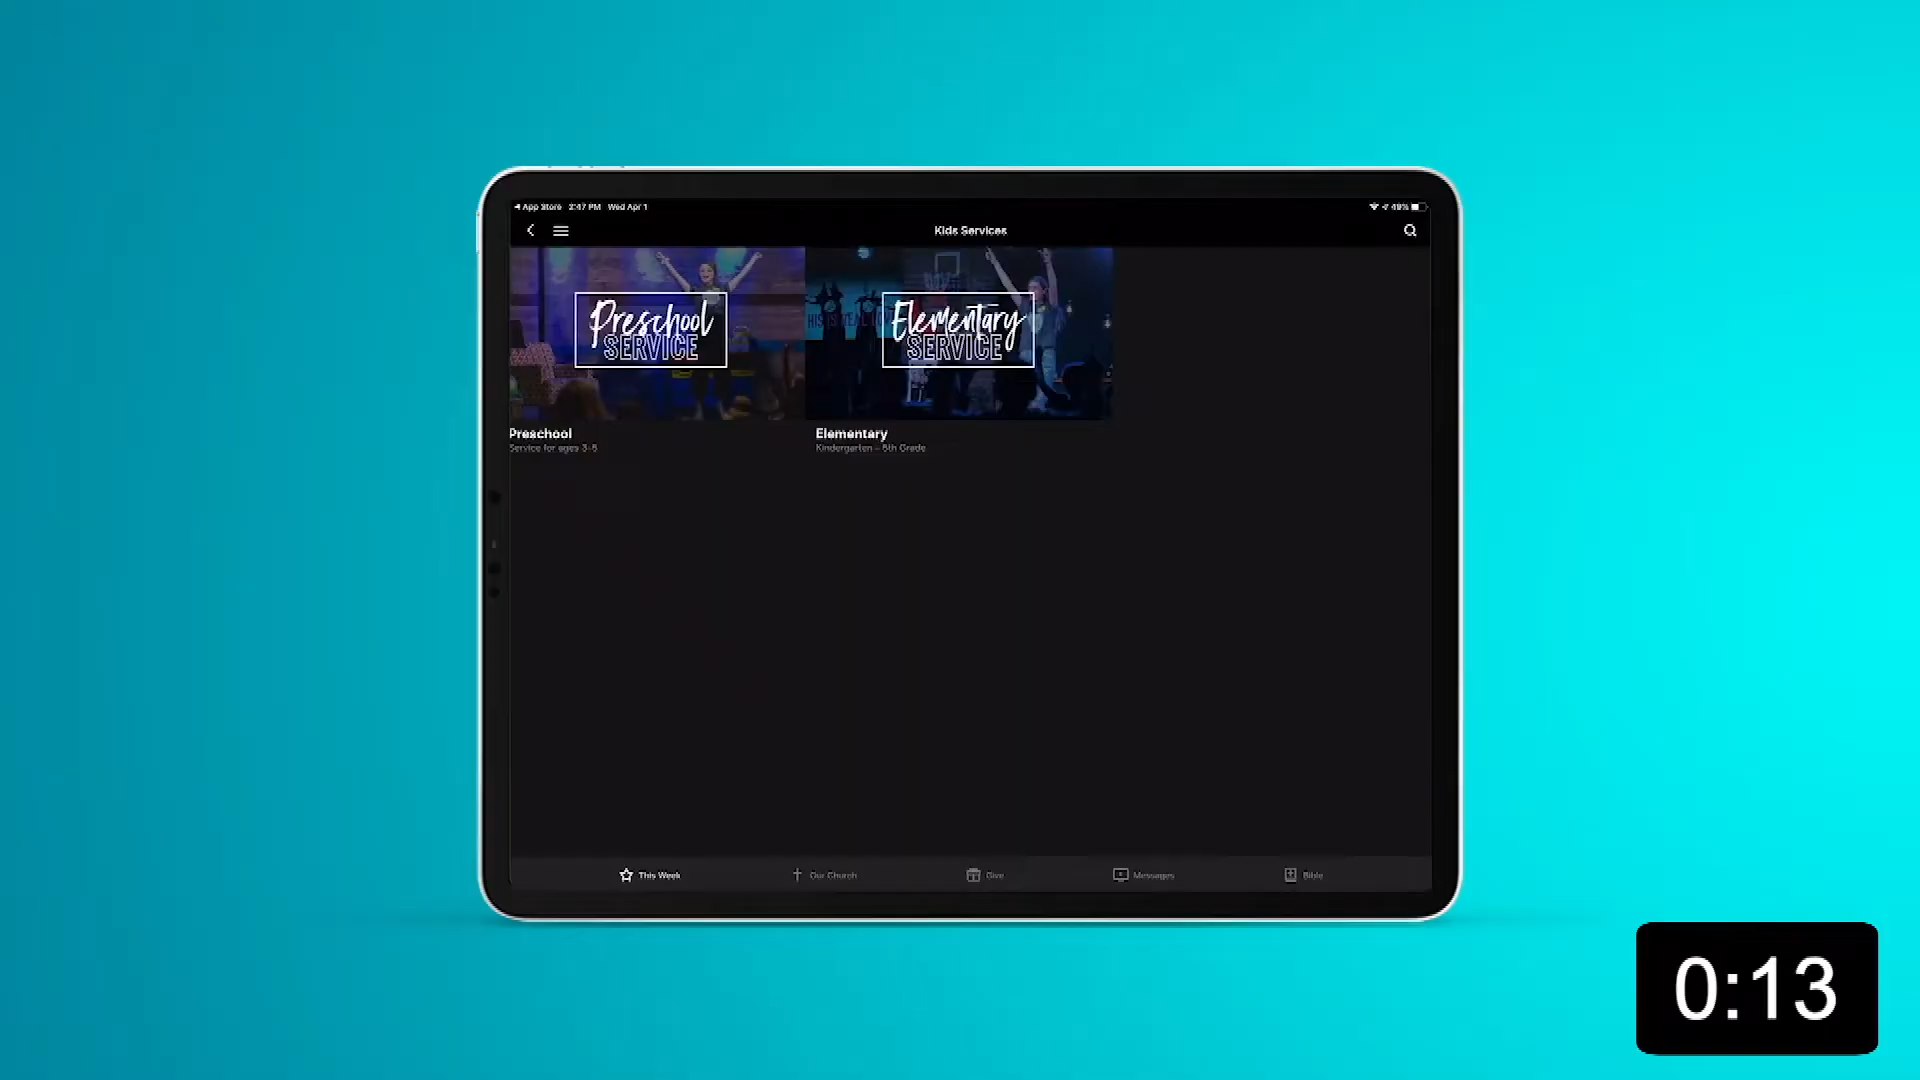 App Store 2:47 PM Wed Apr 1
49%
Kids Services
Preschool
SERVICE
Elementary
SERVICE
Preschool
Service for ages 3-5
Elementary
Kindergarten – 5th Grade
This Week
Our Church
Give
Messages
Bible
0:13